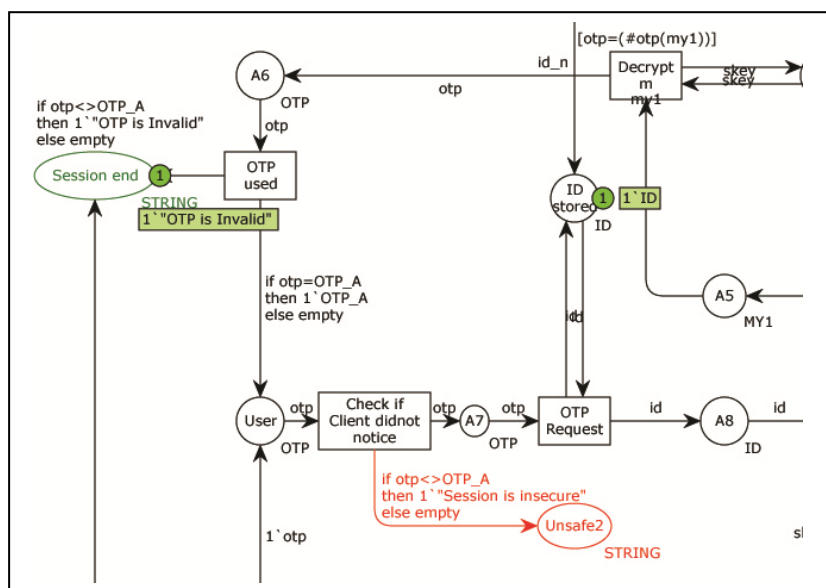 [otp=(#otp(my1))]
A6
OTP
id_n
otp
Decrypt
m
my1
skey
skey
if otp<>OTP_A
then 1`"OTP is Invalid"
else empty
otp
Session end
1
STRING
1`"OTP is Invalid"
OTP
used
ID
stored
1
ID
1`ID
A5
MY1
if otp=OTP_A
then 1`OTP_A
else empty
id
id
User
OTP
otp
Check if
Client didnot
notice
otp
A7
OTP
otp
OTP
Request
id
A8
ID
id
if otp<>OTP_A
then 1`"Session is insecure"
else empty
Unsafe2
STRING
1`otp